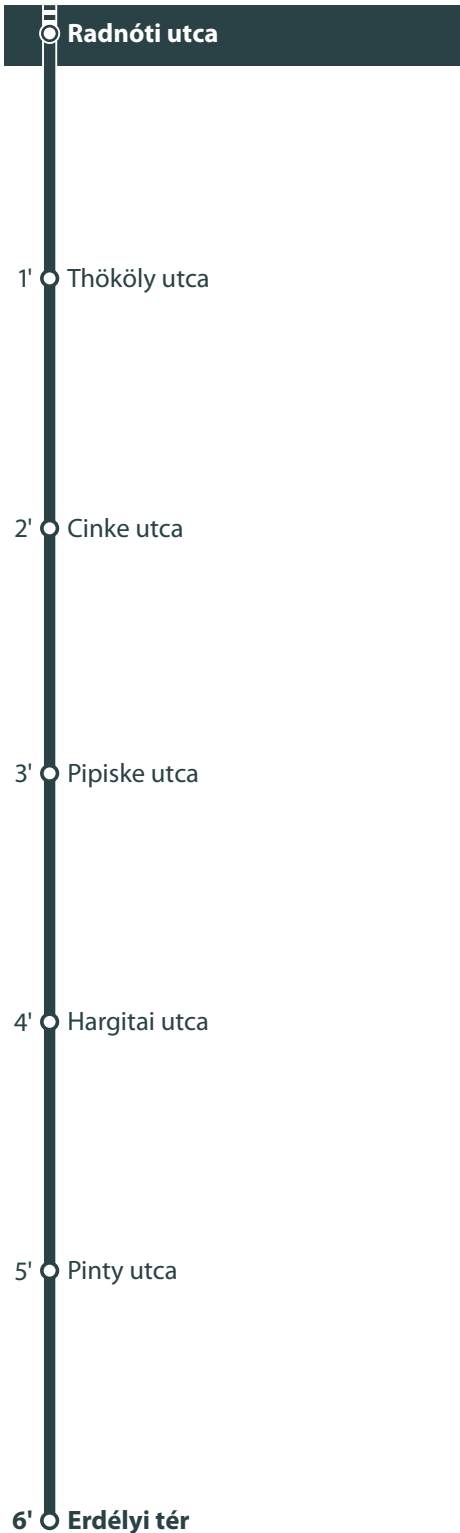 Radnóti utca
1' Thököly utca
2' Cinke utca
3' Pipiske utca
4' Hargitai utca
5' Pinty utca
6' Erdélyi tér